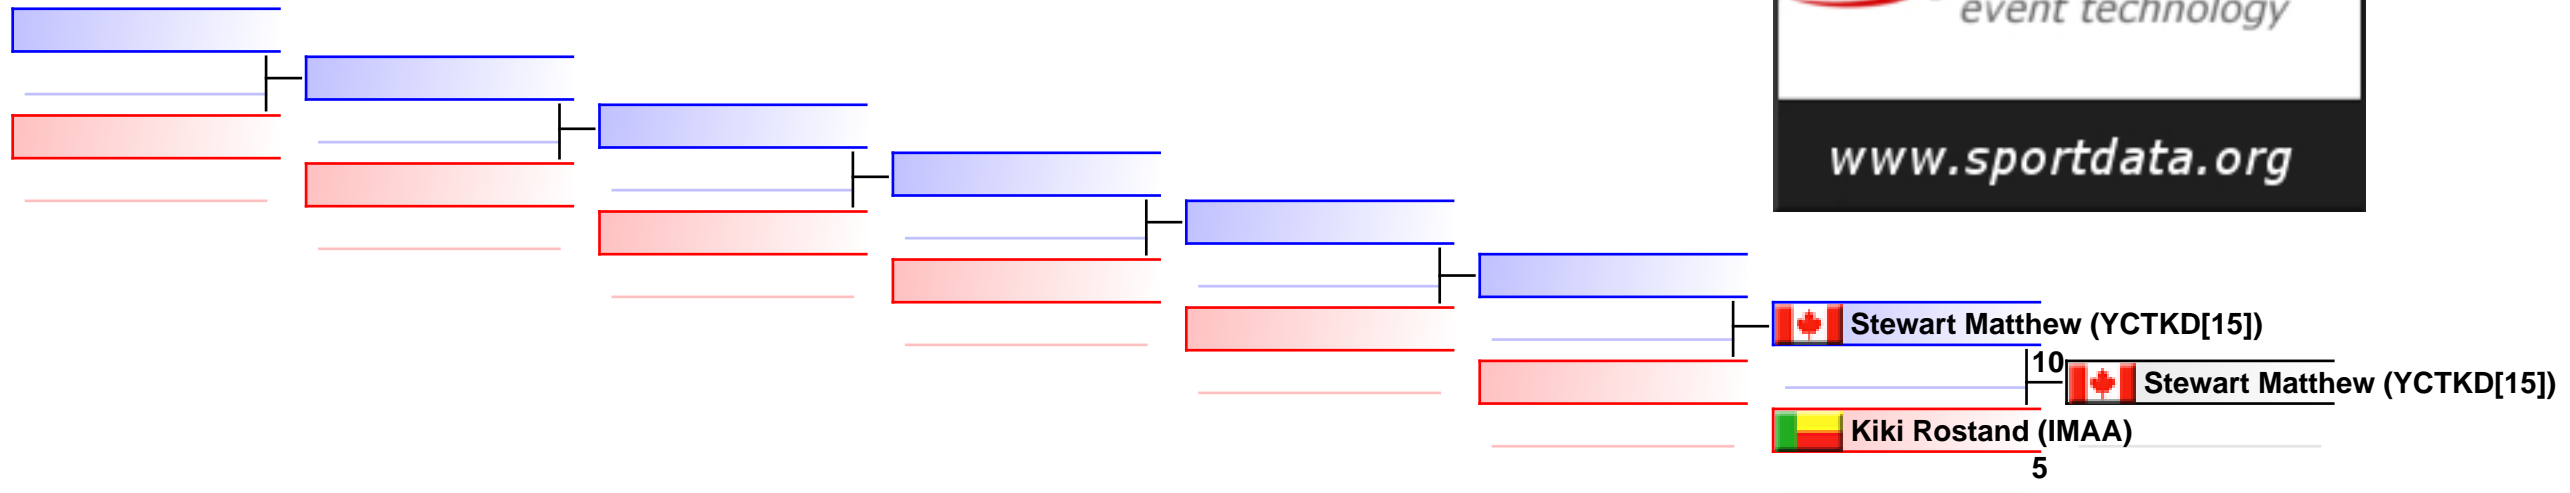 event technology
www.sportdata.org
Stewart Matthew (YCTKD[15])
10
Stewart Matthew (YCTKD[15])
Kiki Rostand (IMAA)
5